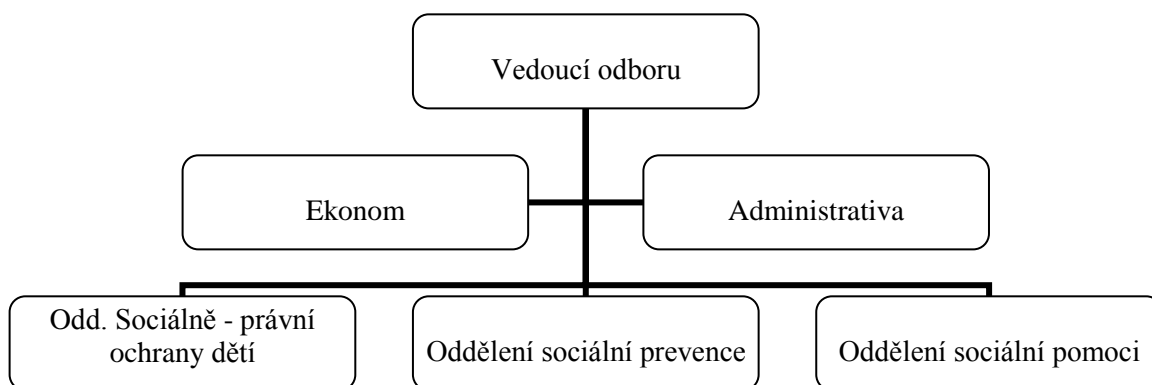 Vedoucí odboru
Ekonom
Administrativa
Odd. Sociálně - právní
ochrany dětí
Oddělení sociální prevence
Oddělení sociální pomoci